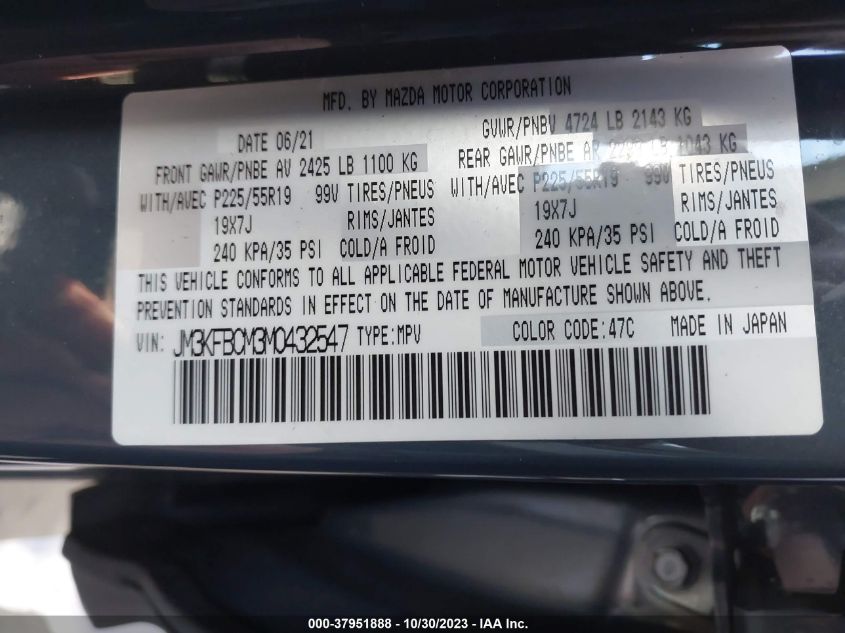 MFD. BY MAZDA MOTOR CORPORATION
DATE 06/21 GVWR/PNBV 4724 LB 2143 KG
FRONT GAWR/PNBE AV 2425 LB 1100 KG REAR GAWR/PNBE AR LB 1043 KG
WITH/AVEC P225/55R19 99V TIRES/PNEUS WITH/AVEC P225/55R19 99V TIRES/PNEUS
19X7J RIMS/JANTES 19X7J RIMS/JANTES
240 KPA/35 PSI COLD/A FROID 240 KPA/35 PSI COLD/A FROID
THIS VEHICLE CONFORMS TO ALL APPLICABLE FEDERAL MOTOR VEHICLE SAFETY AND THEFT
PREVENTION STANDARDS IN EFFECT ON THE DATE OF MANUFACTURE SHOWN ABOVE.
VIN: JM3KFBCM3M0432547 TYPE:MPV COLOR CODE:47C MADE IN JAPAN
000-37951888 - 10/30/2023 - IAA Inc.